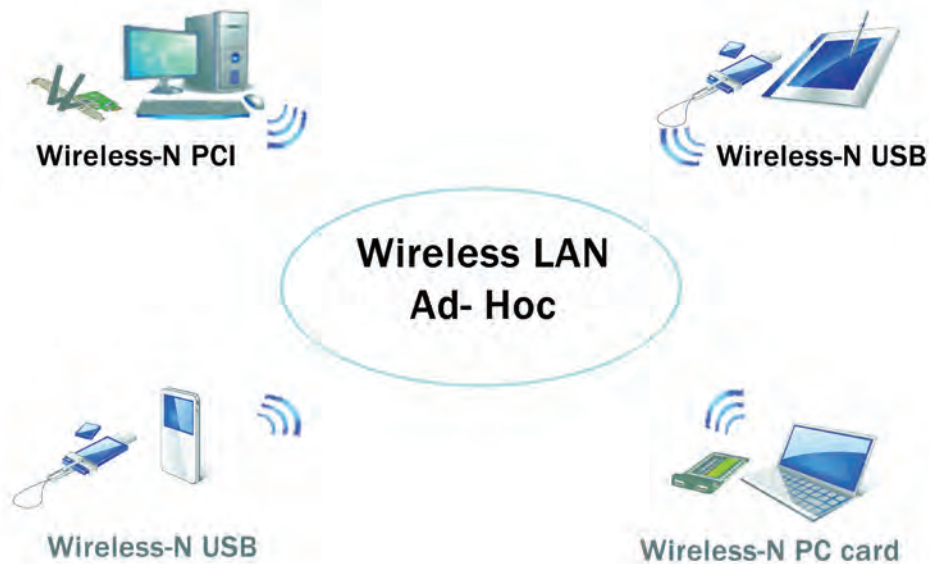 Wireless-N PCI
Wireless-N USB
Wireless LAN
Ad- Hoc
Wireless-N USB
Wireless-N PC card